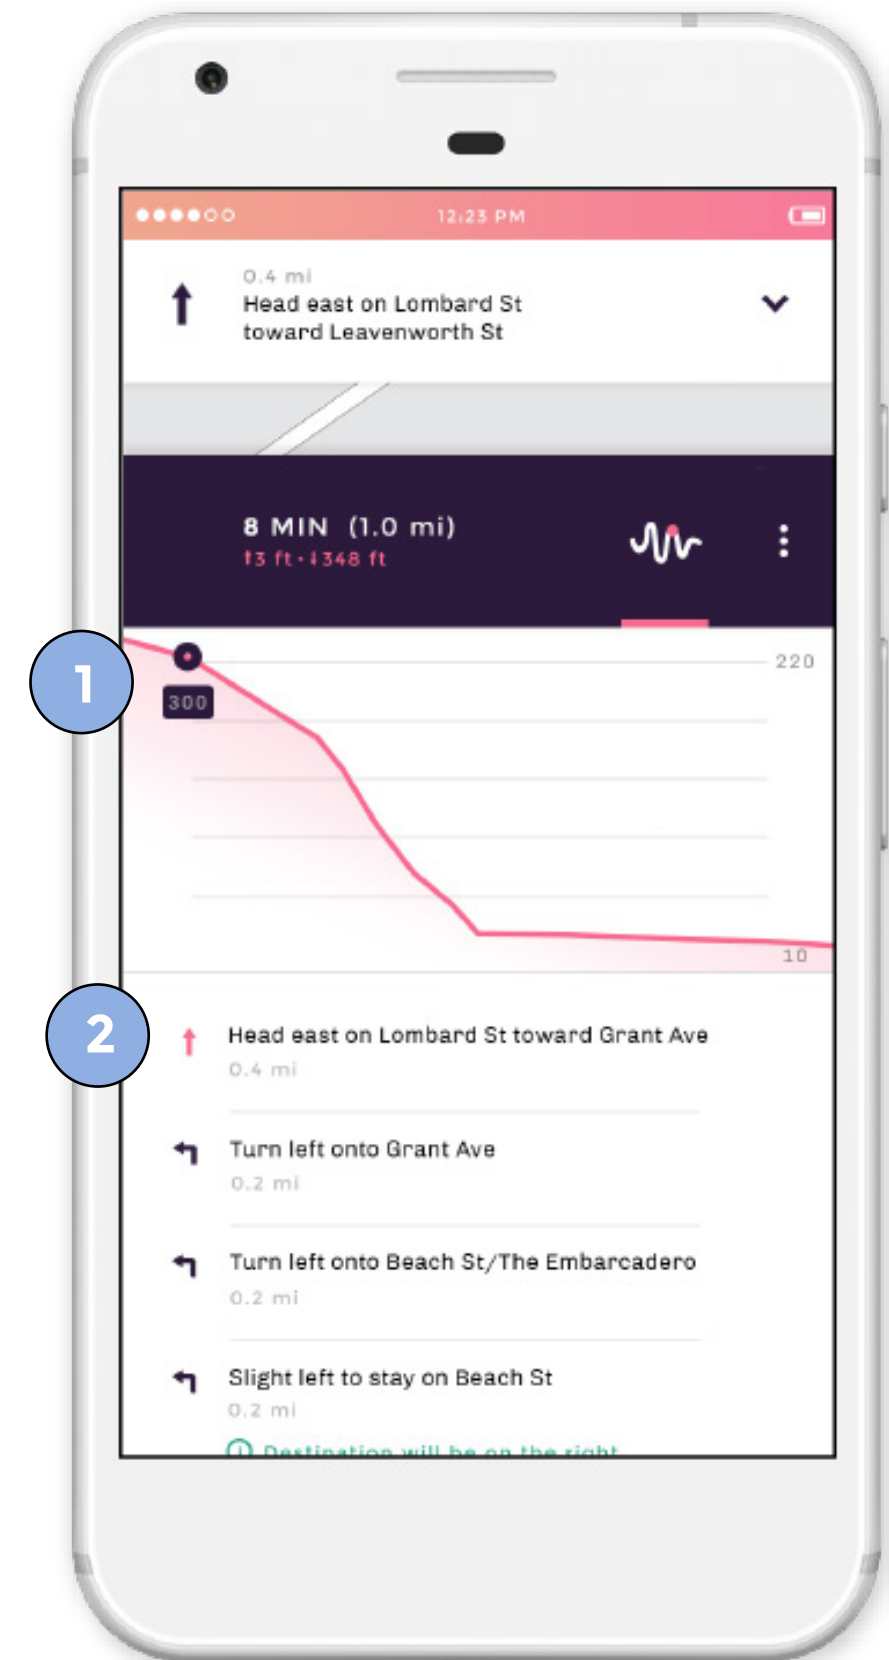 12:23 PM
0.4 mi
Head east on Lombard St
toward Leavenworth St
8 MIN (1.0 mi)
↑3 ft · ↓348 ft
1
220
300
10
2
Head east on Lombard St toward Grant Ave
0.4 mi
Turn left onto Grant Ave
0.2 mi
Turn left onto Beach St/The Embarcadero
0.2 mi
Slight left to stay on Beach St
0.2 mi
Destination will be on the right